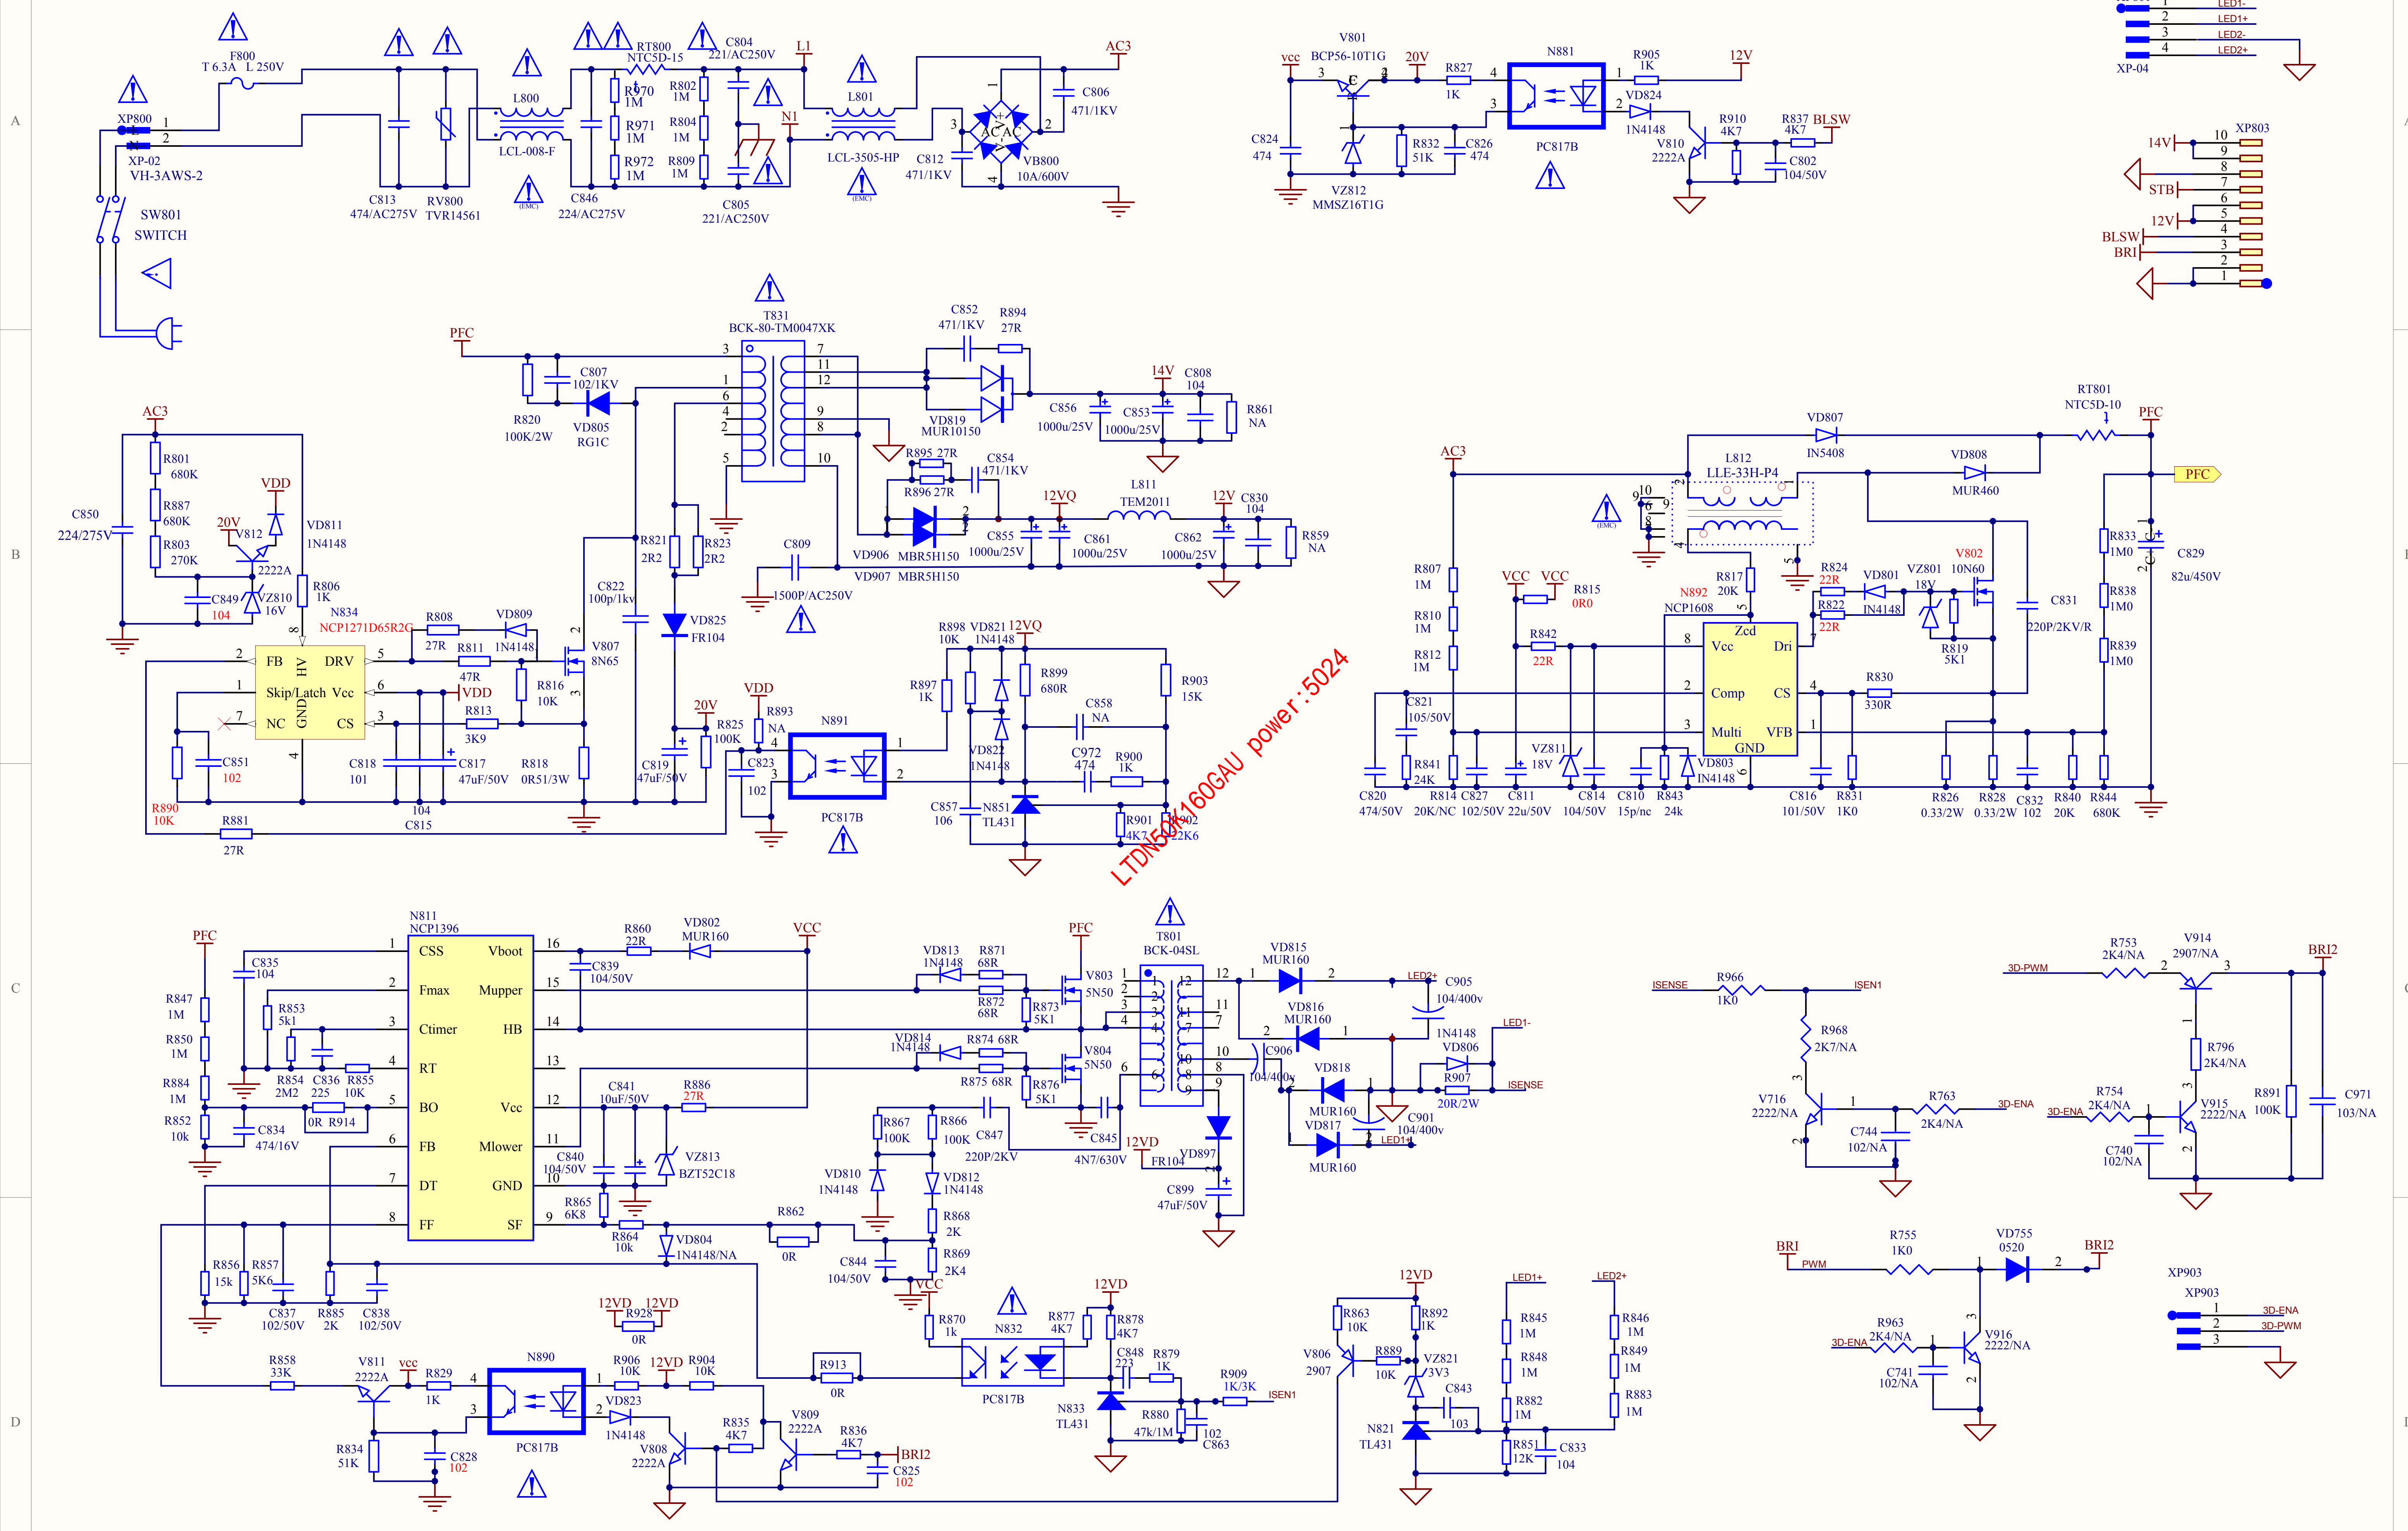 F800
T 6.3A L 250V
XP800
1
2
XP-02
VH-3AWS-2
SW801
SWITCH
C813
474/AC275V
RV800
TVR14561
L800
LCL-008-F
(EMC)
C846
224/AC275V
RT800
NTC5D-15
R970
1M
R971
1M
R972
1M
R802
1M
R804
1M
R809
1M
C804
221/AC250V
C805
221/AC250V
L1
N1
L801
LCL-3505-HP
(EMC)
AC3
C806
471/1KV
C812
471/1KV
VB800
10A/600V
V801
BCP56-10T1G
vcc
20V
R827
1K
N881
PC817B
R905
1K
12V
VD824
1N4148
C824
474
VZ812
MMSZ16T1G
R832
51K
C826
474
V810
2222A
R910
4K7
R837
4K7
BLSW
C802
104/50V
LED1-
LED1+
LED2-
LED2+
XP-04
XP803
14V
STB
12V
BLSW
BRI
10
9
8
7
6
5
4
3
2
1
PFC
T831
BCK-80-TM0047XK
C807
102/1KV
R820
100K/2W
VD805
RG1C
C852
471/1KV
R894
27R
VD819
MUR10150
14V
C856
1000u/25V
C853
1000u/25V
C808
104
R861
NA
R895 27R
R896 27R
C854
471/1KV
VD906 MBR5H150
VD907 MBR5H150
12VQ
L811
TEM2011
12V
C855
1000u/25V
C861
1000u/25V
C862
1000u/25V
C830
104
R859
NA
C809
1500P/AC250V
AC3
R801
680K
R887
680K
R803
270K
C850
224/275V
VDD
20V
V812
2222A
VD811
1N4148
C849
104
VZ810
16V
R806
1K
N834
NCP1271D65R2G
FB
Skip/Latch
NC
HV
GND
DRV
Vcc
CS
R808
27R
VD809
1N4148
R811
47R
R816
10K
V807
8N65
VDD
R813
3K9
C851
102
R890
10K
R881
27R
C818
101
104
C815
C817
47uF/50V
R818
0R51/3W
C822
100p/1kv
R821
2R2
R823
2R2
VD825
FR104
20V
C819
47uF/50V
R825
100K
VDD
R893
NA
C823
102
N891
PC817B
R898
10K
VD821
1N4148
12VQ
R897
1K
R899
680R
VD822
1N4148
C858
NA
C972
474
R900
1K
R903
15K
C857
106
N851
TL431
R901
4K7
22K6
LTDN50K160GAU power:5024
AC3
R807
1M
R810
1M
R812
1M
L812
LLE-33H-P4
(EMC)
VD807
IN5408
RT801
NTC5D-10
PFC
VD808
MUR460
PFC
VCC
VCC
R815
0R0
R842
22R
N892
NCP1608
R817
20K
Zcd
Vcc
Dri
Comp
CS
Multi
VFB
GND
R824
22R
R822
22R
VD801
IN4148
VZ801
18V
V802
10N60
R819
5K1
C831
220P/2KV/R
R833
1M0
R838
1M0
R839
1M0
C829
82u/450V
R830
330R
C821
105/50V
R841
24K
C820
474/50V
R814
20K/NC
C827
102/50V
C811
22u/50V
VZ811
18V
C814
104/50V
C810
15p/nc
R843
24k
VD803
IN4148
C816
101/50V
R831
1K0
R826
0.33/2W
R828
0.33/2W
C832
102
R840
20K
R844
680K
PFC
R847
1M
R850
1M
R884
1M
R852
10k
C835
104
R853
5k1
R854
2M2
C836
225
R855
10K
0R R914
C834
474/16V
N811
NCP1396
CSS
Fmax
Ctimer
RT
BO
FB
DT
FF
Vboot
Mupper
HB
Vcc
Mlower
GND
SF
R860
22R
VD802
MUR160
VCC
C839
104/50V
C841
10uF/50V
R886
27R
C840
104/50V
VZ813
BZT52C18
R865
6K8
R864
10k
VD804
1N4148/NA
R862
0R
VD813
1N4148
R871
68R
R872
68R
R873
5K1
PFC
V803
5N50
VD814
1N4148
R874 68R
R875 68R
R876
5K1
V804
5N50
R867
100K
R866
100K
C847
220P/2KV
C845
4N7/630V
VD810
1N4148
VD812
1N4148
R868
2K
R869
2K4
C844
104/50V
T801
BCK-04SL
VD815
MUR160
VD816
MUR160
LED2+
C905
104/400v
1N4148
VD806
LED1-
R907
20R/2W
ISENSE
C906
104/400v
VD818
MUR160
VD817
MUR160
C901
104/400v
LED1+
12VD
FR104
VD897
C899
47uF/50V
R856
15k
R857
5K6
C837
102/50V
R885
2K
C838
102/50V
12VD 12VD
R928
0R
R858
33K
V811
2222A
vcc
R829
1K
N890
PC817B
R906
10K
12VD
R904
10K
VD823
1N4148
V808
2222A
R835
4K7
V809
2222A
R836
4K7
BRI2
C825
102
R834
51K
C828
102
VCC
R870
1k
R913
0R
N832
PC817B
12VD
R877
4K7
R878
4K7
C848
223
R879
1K
N833
TL431
R880
47k/1M
102
C863
R909
1K/3K
ISEN1
12VD
R863
10K
R892
1K
V806
2907
R889
10K
VZ821
3V3
C843
103
N821
TL431
LED1+
LED2+
R845
1M
R848
1M
R882
1M
R846
1M
R849
1M
R883
1M
R851
12K
C833
104
ISENSE
R966
1K0
ISEN1
R968
2K7/NA
V716
2222/NA
R763
2K4/NA
3D-ENA
C744
102/NA
3D-PWM
R753
2K4/NA
V914
2907/NA
BRI2
R796
2K4/NA
3D-ENA
R754
2K4/NA
V915
2222/NA
C740
102/NA
R891
100K
C971
103/NA
BRI
PWM
R755
1K0
VD755
0520
BRI2
3D-ENA
R963
2K4/NA
C741
102/NA
V916
2222/NA
XP903
XP903
1
2
3
3D-ENA
3D-PWM
A
B
C
D